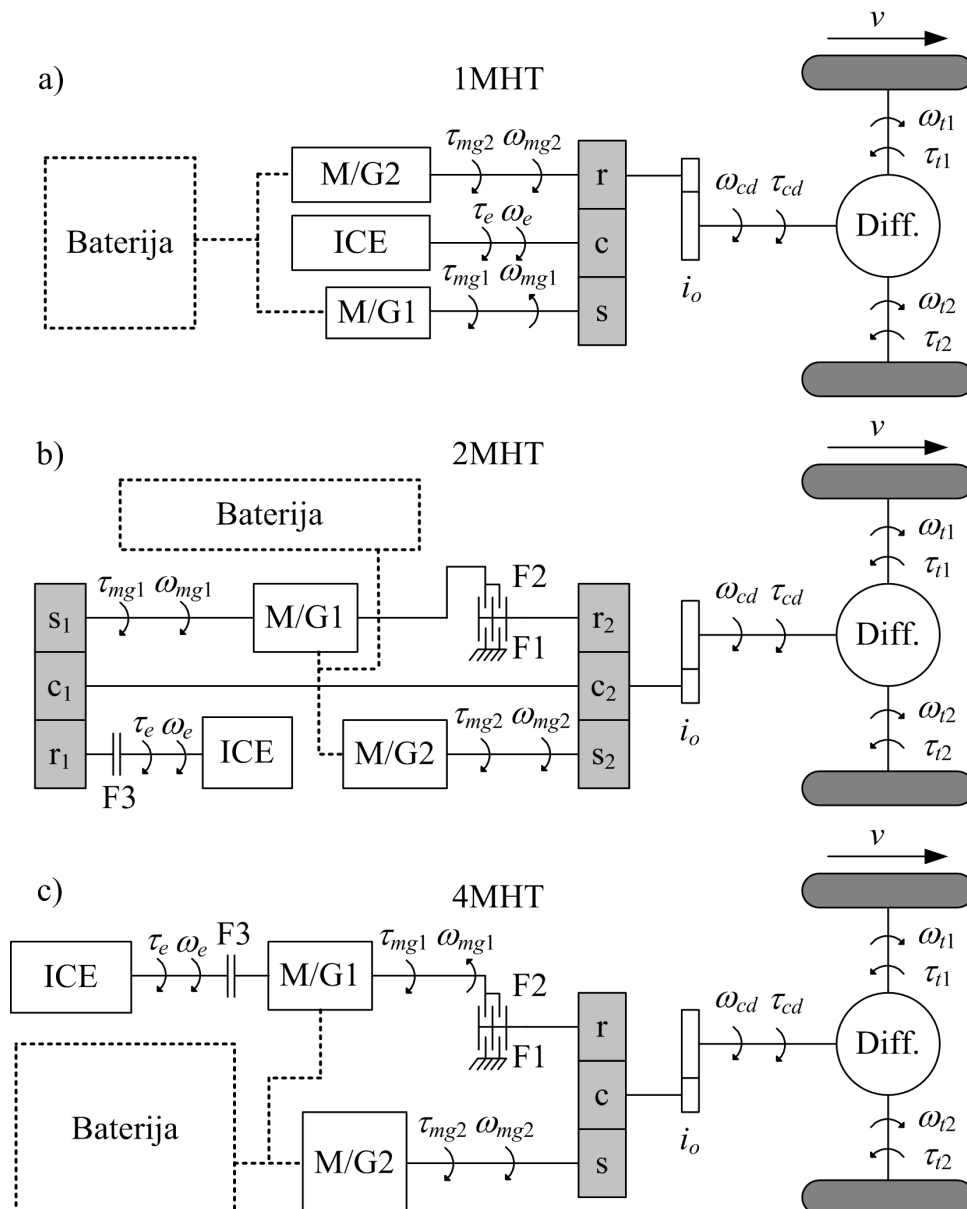 a) 1MHT
v
Baterija
M/G2
ICE
M/G1
τmg2 ωmg2
τe ωe
τmg1 ωmg1
r
c
s
io
ωcd τcd
Diff.
ωt1
τt1
ωt2
τt2
b) 2MHT
v
Baterija
s1
c1
r1
τmg1 ωmg1
M/G1
F2
F1
F3
τe ωe
ICE
M/G2
τmg2 ωmg2
r2
c2
s2
io
ωcd τcd
Diff.
ωt1
τt1
ωt2
τt2
c) 4MHT
v
ICE
τe ωe
F3
M/G1
τmg1 ωmg1
F2
F1
Baterija
M/G2
τmg2 ωmg2
r
c
s
io
ωcd τcd
Diff.
ωt1
τt1
ωt2
τt2